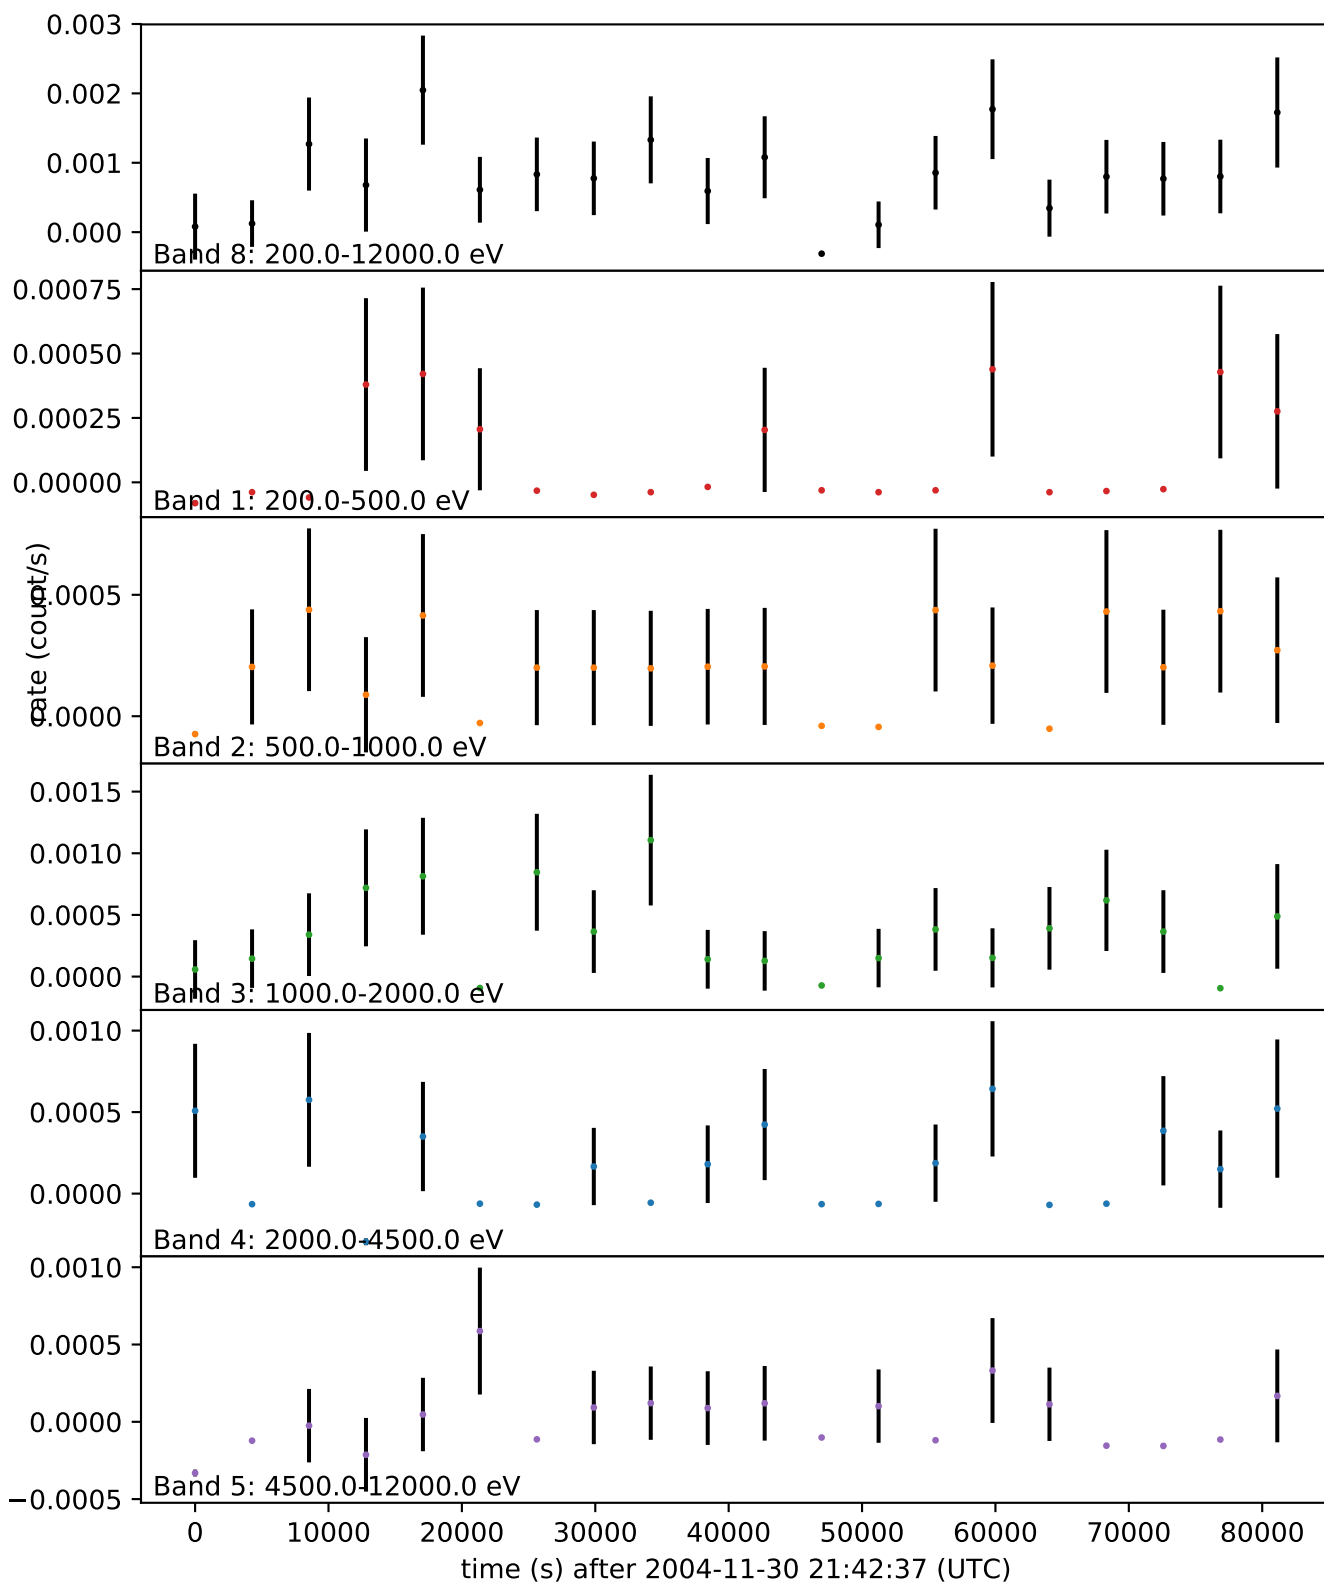 0.003
0.002
0.001
0.000
Band 8: 200.0-12000.0 eV
0.00075
0.00050
0.00025
0.00000
Band 1: 200.0-500.0 eV
rate (count/s)
0.0005
0.0000
Band 2: 500.0-1000.0 eV
0.0015
0.0010
0.0005
0.0000
Band 3: 1000.0-2000.0 eV
0.0010
0.0005
0.0000
Band 4: 2000.0-4500.0 eV
0.0010
0.0005
0.0000
−0.0005
Band 5: 4500.0-12000.0 eV
0 10000 20000 30000 40000 50000 60000 70000 80000
time (s) after 2004-11-30 21:42:37 (UTC)